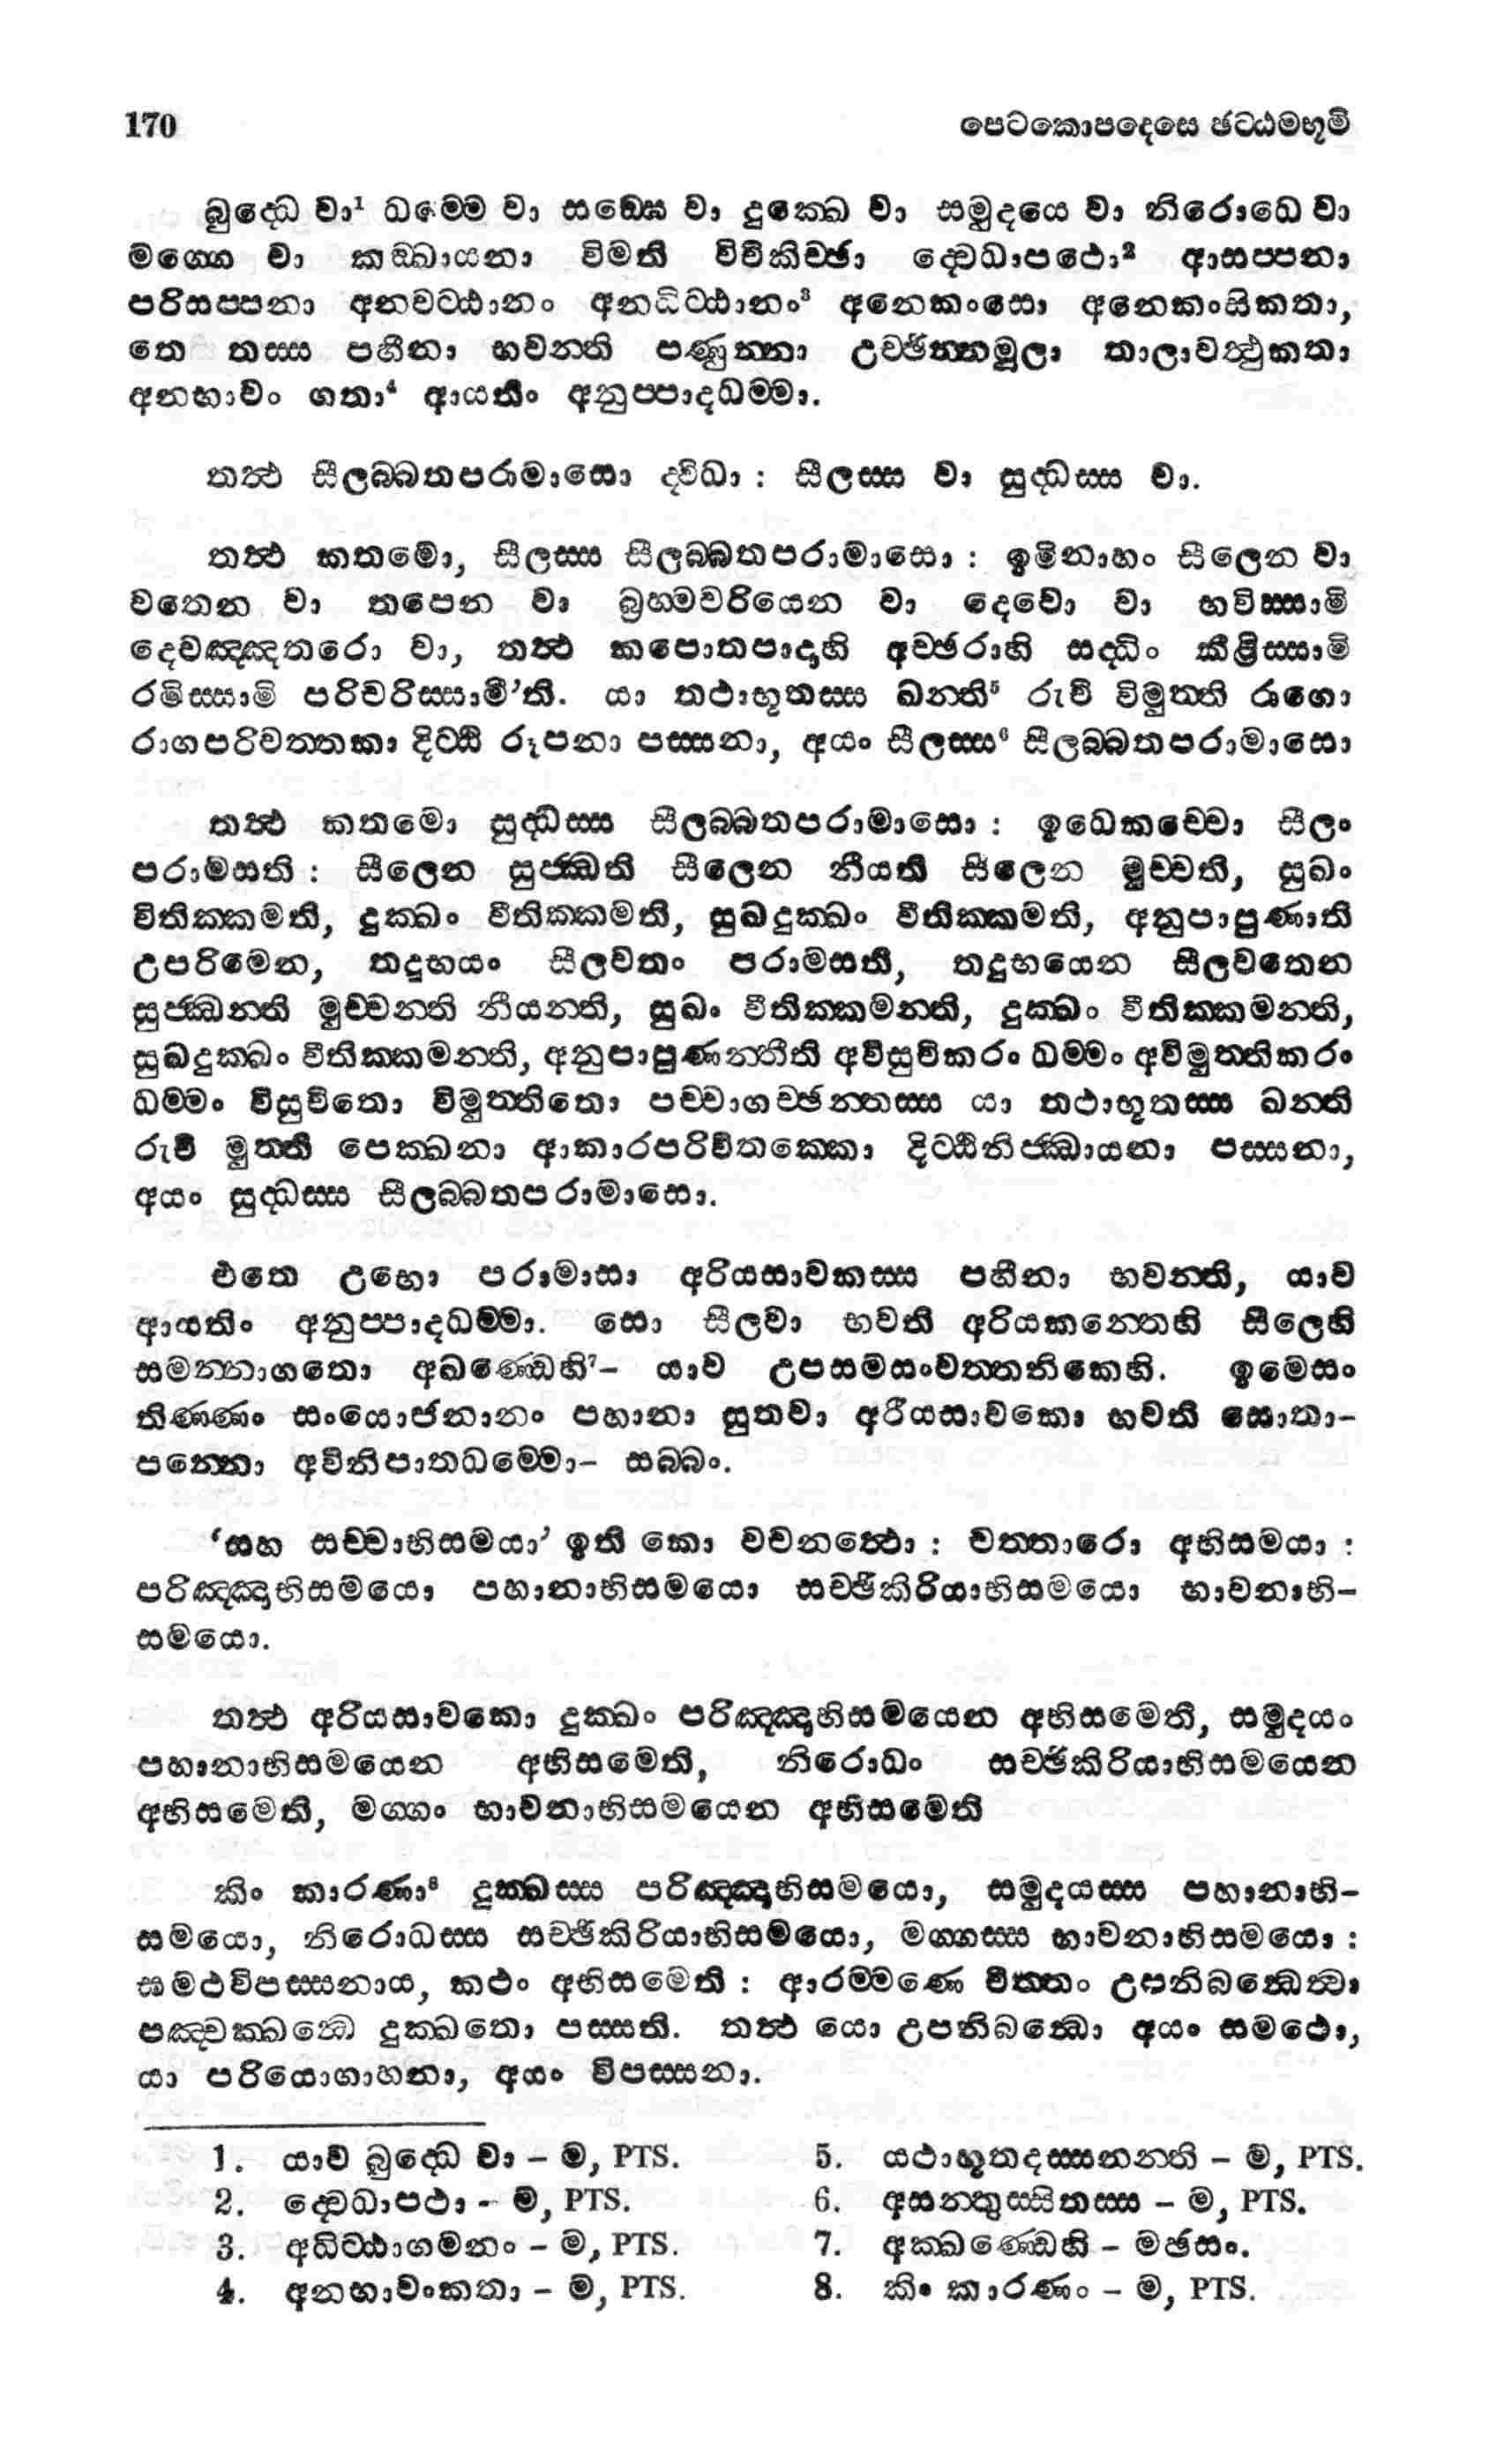 170 පෙටකොපදෙසෙ ඡට්ඨමභූමි
බුද්ධෙ වා¹ ධම්මෙ වා සඞ්ඝෙ වා දුක්ඛෙ වා සමුදයෙ වා නිරොධෙ වා
මග්ගෙ වා කඞ්ඛායනා විමති විචිකිච්ඡා ද්වෙධාපථො² ආසප්පනා
පරිසප්පනා අනවට්ඨානං අනධිට්ඨානං³ අනෙකංසො අනෙකංසිකතා,
තෙ තස්ස පහීනා භවන්ති පණුන්නා උච්ඡින්නමූලා තාලාවත්ථුකතා
අනභාවං ගතා⁴ ආයතිං අනුප්පාදධම්මා.
තත්ථ සීලබ්බතපරාමාසො ද්විධා : සීලස්ස වා සුද්ධස්ස වා.
තත්ථ කතමො, සීලස්ස සීලබ්බතපරාමාසො : ඉමිනාහං සීලෙන වා
වතෙන වා තපෙන වා බ්‍රහ්මචරියෙන වා දෙවො වා භවිස්සාමි
දෙවඤ්ඤතරො වා, තත්ථ කපොතපාදාහි අච්ඡරාහි සද්ධිං කීළිස්සාමි
රමිස්සාමි පරිචරිස්සාමී’ති. යා තථාභූතස්ස ඛන්ති⁵ රුචි විමුත්ති රාගො
රාගපරිවත්තකා දිට්ඨි රූපනා පස්සනා, අයං සීලස්ස⁶ සීලබ්බතපරාමාසො
තත්ථ කතමො සුද්ධස්ස සීලබ්බතපරාමාසො : ඉධෙකච්චො සීලං
පරාමසති : සීලෙන සුජ්ඣති සීලෙන නීයති සීලෙන මුච්චති, සුඛං
වීතික්කමති, දුක්ඛං වීතික්කමති, සුඛදුක්ඛං වීතික්කමති, අනුපාපුණාති
උපරිමෙන, තදූභයං සීලවතං පරාමසති, තදුභයෙන සීලවතෙන
සුජ්ඣන්ති මුච්චන්ති නීයන්ති, සුඛං වීතික්කමන්ති, දුක්ඛං වීතික්කමන්ති,
සුඛදුක්ඛං වීතික්කමන්ති, අනුපාපුණන්තීති අවිසුචිකරං ධම්මං අවිමුත්තිකරං
ධම්මං විසුචිතො විමුත්තිතො පච්චාගච්ඡන්තස්ස යා තථාභූතස්ස ඛන්ති
රුචි මුත්ති පෙක්ඛනා ආකාරපරිවිතක්කො දිට්ඨිනිජ්ඣායනා පස්සනා,
අයං සුද්ධස්ස සීලබ්බතපරාමාසො.
එතෙ උභො පරාමාසා අරියසාවකස්ස පහීනා භවන්ති, යාව
ආයතිං අනුප්පාදධම්මා. සො සීලවා භවති අරියකන්තෙහි සීලෙහි
සමන්නාගතො අඛණ්ඩෙහි⁷– යාව උපසමසංවත්තනිකෙහි. ඉමෙසං
තිණ්ණං සංයොජනානං පහානා සුතවා අරියසාවකො භවති සොතා-
පන්නො අවිනිපාතධම්මො– සබ්බං.
‘සහ සච්චාභිසමයා’ ඉති කො වචනත්ථො : චත්තාරො අභිසමයා :
පරිඤ්ඤාභිසමයො පහානාභිසමයො සච්ඡිකිරියාභිසමයො භාවනාභි-
සමයො.
තත්ථ අරියසාවකො දුක්ඛං පරිඤ්ඤාභිසමයෙන අභිසමෙති, සමුදයං
පහානාභිසමයෙන අභිසමෙති, නිරොධං සච්ඡිකිරියාභිසමයෙන
අභිසමෙති, මග්ගං භාවනාභිසමයෙන අභිසමෙති
කිං කාරණා⁸ දුක්ඛස්ස පරිඤ්ඤාභිසමයො, සමුදයස්ස පහානාභි-
සමයො, නිරොධස්ස සච්ඡිකිරියාභිසමයො, මග්ගස්ස භාවනාභිසමයො :
සමථවිපස්සනාය, කථං අභිසමෙති : ආරම්මණෙ චිත්තං උපනිබන්ධෙත්වා
පඤ්චක්ඛන්ධෙ දුක්ඛතො පස්සති. තත්ථ යො උපනිබන්ධො අයං සමථො,
යා පරියොගාහනා, අයං විපස්සනා.
1. යාව බුද්ධෙ වා – ම, PTS.
2. ද්වෙධාපථා – ම, PTS.
3. අධිට්ඨාගමනං – ම, PTS.
4. අනභාවංකතා – ම, PTS.
5. යථාභූතදස්සනන්ති – ම, PTS.
6. අසන්තුස්සිතස්ස – ම, PTS.
7. අක්ඛණ්ඩෙහි – මඡසං.
8. කිං කාරණං – ම, PTS.